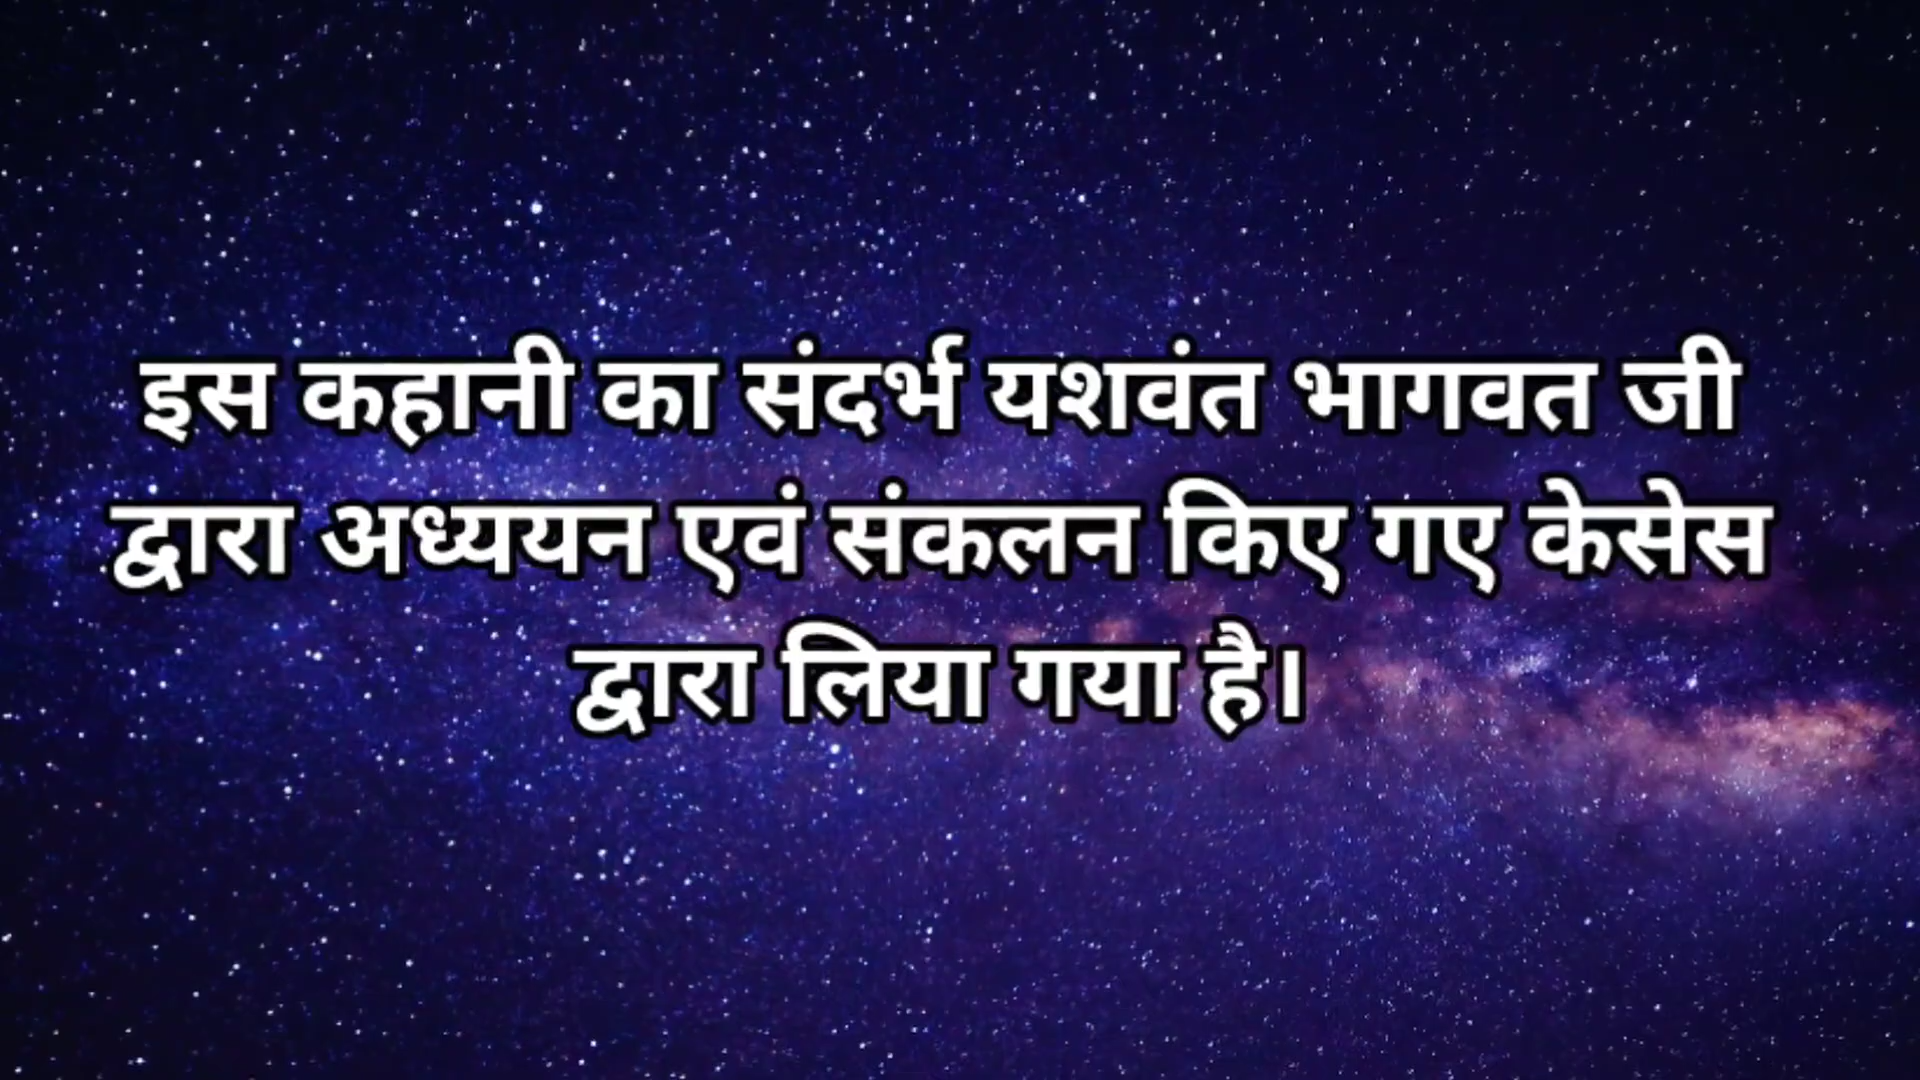 इस कहानी का संदर्भ यशवंत भागवत जी
द्वारा अध्ययन एवं संकलन किए गए केसेस
द्वारा लिया गया है।